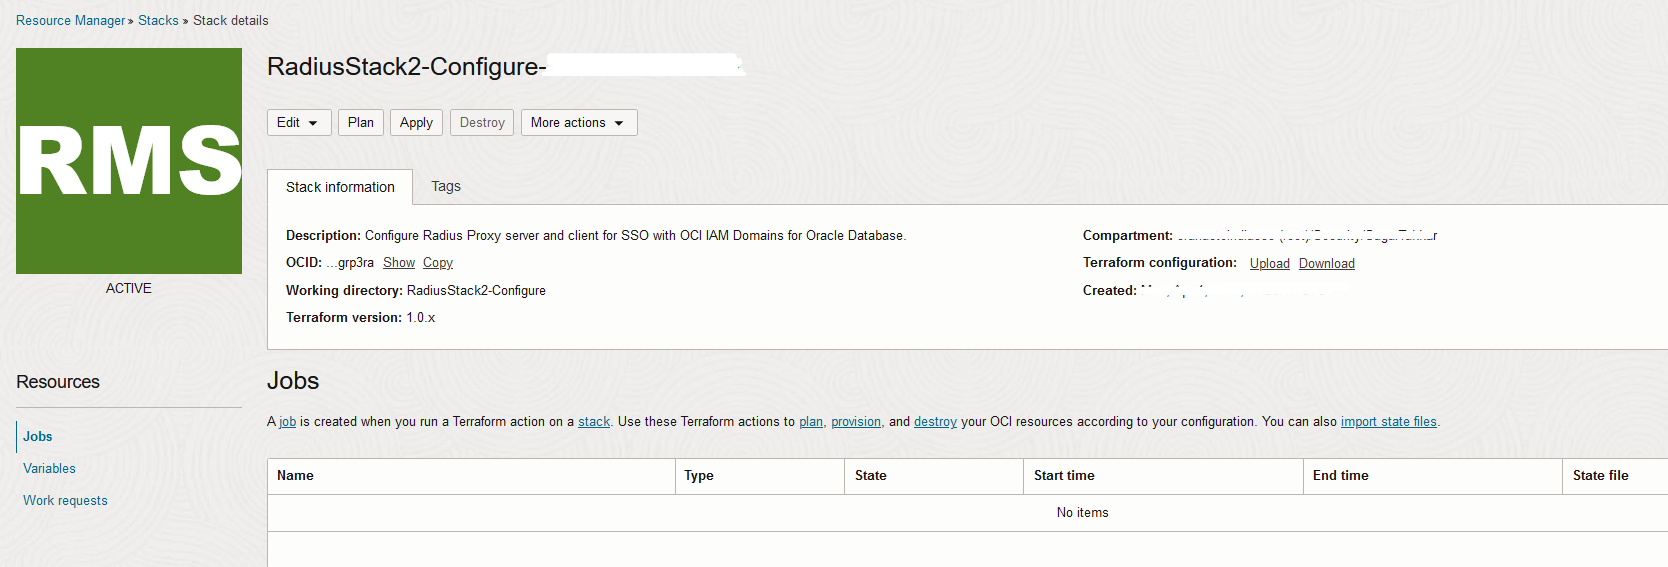 Resource Manager » Stacks » Stack details
RMS
ACTIVE
RadiusStack2-Configure-
Edit Plan Apply Destroy More actions
Stack information Tags
Description: Configure Radius Proxy server and client for SSO with OCI IAM Domains for Oracle Database.
OCID: ...grp3ra Show Copy
Working directory: RadiusStack2-Configure
Terraform version: 1.0.x
Compartment:
Terraform configuration: Upload Download
Created:
Resources
Jobs
Variables
Work requests
Jobs
A job is created when you run a Terraform action on a stack. Use these Terraform actions to plan, provision, and destroy your OCI resources according to your configuration. You can also import state files.
Name Type State Start time End time State file
No items